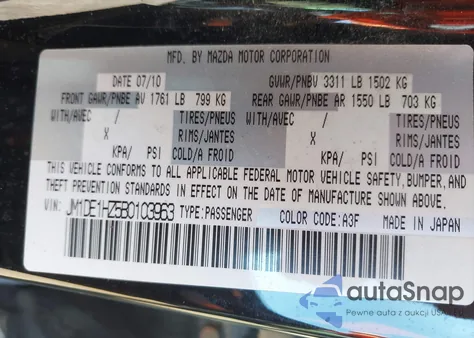 MFD. BY MAZDA MOTOR CORPORATION
DATE 07/10 GVWR/PNBV 3311 LB 1502 KG
FRONT GAWR/PNBE AV 1761 LB 799 KG REAR GAWR/PNBE AR 1550 LB 703 KG
WITH/AVEC / TIRES/PNEUS WITH/AVEC / TIRES/PNEUS
X RIMS/JANTES X RIMS/JANTES
KPA/ PSI COLD/A FROID KPA/ PSI COLD/A FROID
THIS VEHICLE CONFORMS TO ALL APPLICABLE FEDERAL MOTOR VEHICLE SAFETY, BUMPER, AND
THEFT PREVENTION STANDARDS IN EFFECT ON THE DATE OF MANUFACTURE SHOWN ABOVE.
VIN: JM1DE1HZ5B0103963 TYPE:PASSENGER COLOR CODE:A3F MADE IN JAPAN
autoSnap
Pewne auta z aukcji USA